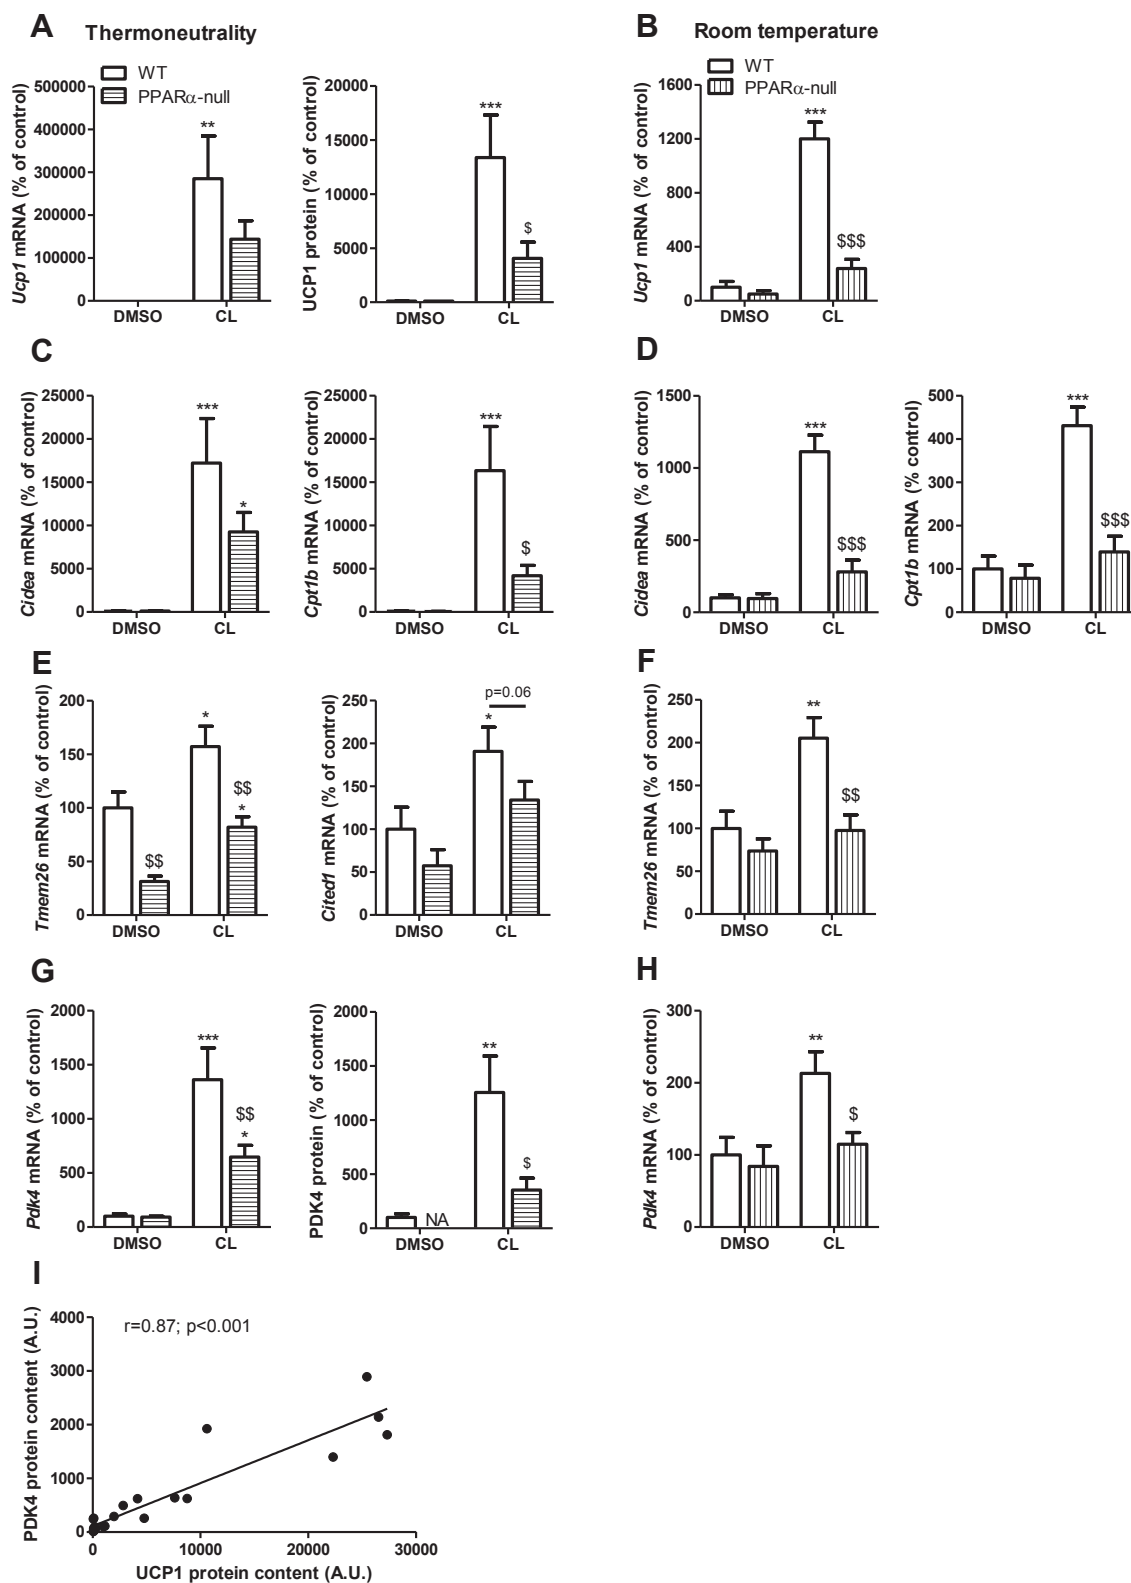 A Thermoneutrality
WT
PPARα-null
Ucp1 mRNA (% of control)
500000
400000
300000
200000
100000
0
**
DMSO CL
UCP1 protein (% of control)
20000
15000
10000
5000
0
***
$
DMSO CL
B Room temperature
WT
PPARα-null
Ucp1 mRNA (% of control)
1600
1200
800
400
0
***
$$$
DMSO CL
C
Cidea mRNA (% of control)
25000
20000
15000
10000
5000
0
***
*
DMSO CL
Cpt1b mRNA (% of control)
25000
20000
15000
10000
5000
0
***
$
DMSO CL
D
Cidea mRNA (% of control)
1500
1000
500
0
***
$$$
DMSO CL
Cpt1b mRNA (% of control)
500
400
300
200
100
0
***
$$$
DMSO CL
E
Tmem26 mRNA (% of control)
200
150
100
50
0
$$
*
$$
*
DMSO CL
Cited1 mRNA (% of control)
250
200
150
100
50
0
p=0.06
*
DMSO CL
F
Tmem26 mRNA (% of control)
250
200
150
100
50
0
**
$$
DMSO CL
G
Pdk4 mRNA (% of control)
2000
1500
1000
500
0
***
$$
*
DMSO CL
PDK4 protein (% of control)
2000
1500
1000
500
0
NA
**
$
DMSO CL
H
Pdk4 mRNA (% of control)
300
200
100
0
**
$
DMSO CL
I
PDK4 protein content (A.U.)
4000
3000
2000
1000
0
r=0.87; p<0.001
0 10000 20000 30000
UCP1 protein content (A.U.)